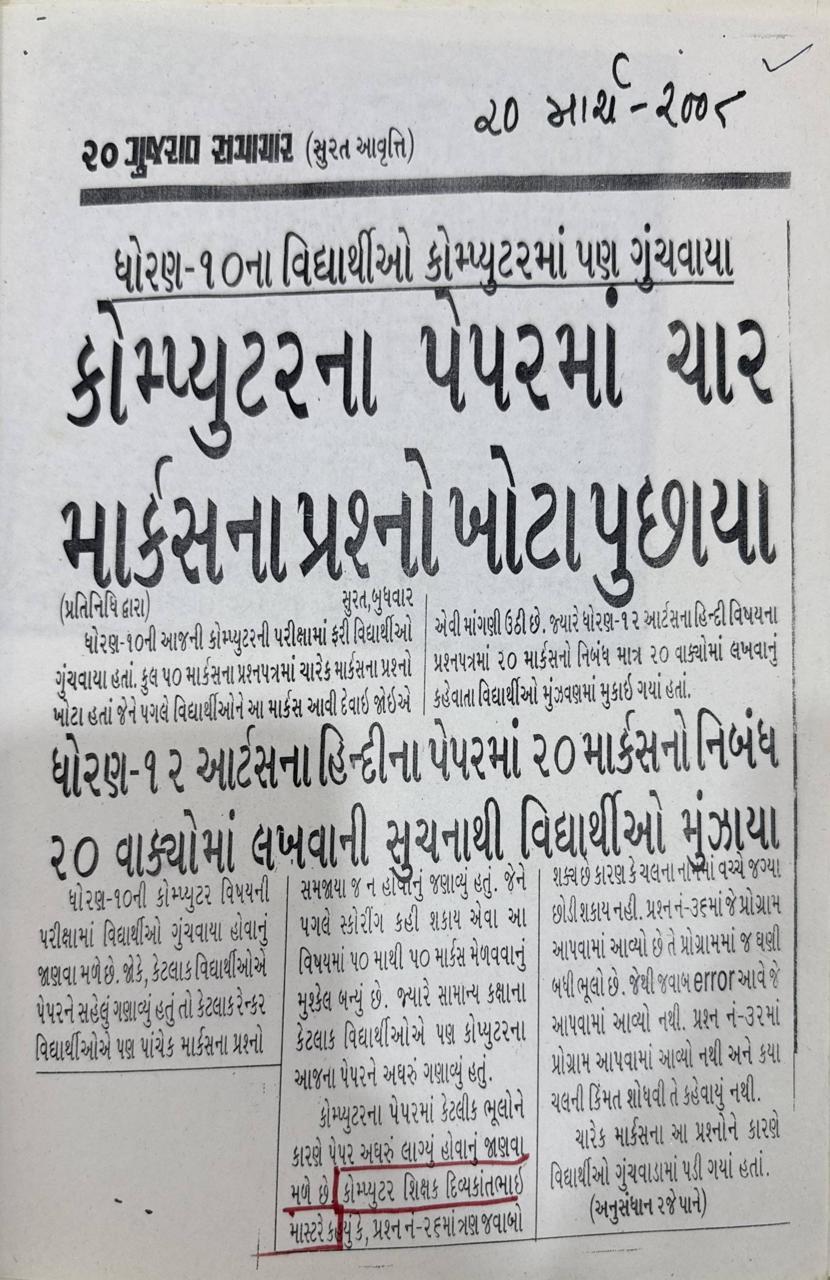 ૨૦ માર્ચ - ૨૦૦૮
૨૦ ગુજરાત સમાચાર (સુરત આવૃત્તિ)
ધોરણ-૧૦ના વિદ્યાર્થીઓ કોમ્પ્યુટરમાં પણ ગુંચવાયા
કોમ્પ્યુટરના પેપરમાં ચાર
માર્કસના પ્રશ્નો ખોટા પુછાયા
(પ્રતિનિધિ દ્વારા) સુરત,બુધવાર
ધોરણ-૧૦ની આજની કોમ્પ્યુટરની પરીક્ષામાં ફરી વિદ્યાર્થીઓ
ગુંચવાયા હતાં. કુલ ૫૦ માર્કસના પ્રશ્નપત્રમાં ચારેક માર્કસના પ્રશ્નો
ખોટા હતાં જેને પગલે વિદ્યાર્થીઓને આ માર્કસ આવી દેવાઇ જોઇએ
એવી માંગણી ઉઠી છે. જ્યારે ધોરણ-૧૨ આર્ટસના હિન્દી વિષયના
પ્રશ્નપત્રમાં ૨૦ માર્કસનો નિબંધ માત્ર ૨૦ વાક્યોમાં લખવાનું
કહેવાતા વિદ્યાર્થીઓ મુંઝવણમાં મુકાઇ ગયાં હતાં.
ધોરણ-૧૨ આર્ટસના હિન્દીના પેપરમાં ૨૦ માર્કસનો નિબંધ
૨૦ વાક્યોમાં લખવાની સુચનાથી વિદ્યાર્થીઓ મુંઝાયા
ધોરણ-૧૦ની કોમ્પ્યુટર વિષયની
પરીક્ષામાં વિદ્યાર્થીઓ ગુંચવાયા હોવાનું
જાણવા મળે છે. જોકે, કેટલાક વિદ્યાર્થીઓએ
પેપરને સહેલું ગણાવ્યું હતું તો કેટલાક રેન્કર
વિદ્યાર્થીઓએ પણ પાંચેક માર્કસના પ્રશ્નો
સમજાયા જ ન હોવાનું જણાવ્યું હતું. જેને
પગલે સ્કોરીંગ કહી શકાય એવા આ
વિષયમાં ૫૦ માથી ૫૦ માર્કસ મેળવવાનું
મુશ્કેલ બન્યું છે. જ્યારે સામાન્ય કક્ષાના
કેટલાક વિદ્યાર્થીઓએ પણ કોપ્યુટરના
આજના પેપરને અઘરું ગણાવ્યું હતું.
કોમ્પ્યુટરના પેપરમાં કેટલીક ભૂલોને
કારણે પેપર અઘરું લાગ્યું હોવાનું જાણવા
મળે છે. કોમ્પ્યુટર શિક્ષક દિવ્યકાંતભાઇ
માસ્ટરે કહ્યું કે, પ્રશ્ન નં-૨૬માં ત્રણ જવાબો
શક્ય છે કારણ કે ચલના નામમાં વચ્ચે જગ્યા
છોડી શકાય નહી. પ્રશ્ન નં-૩૬માં જે પ્રોગ્રામ
આપવામાં આવ્યો છે તે પ્રોગ્રામમાં જ ઘણી
બધી ભૂલો છે. જેથી જવાબ error આવે જે
આપવામાં આવ્યો નથી. પ્રશ્ન નં-૩૨માં
પ્રોગ્રામ આપવામાં આવ્યો નથી અને કયા
ચલની કિંમત શોધવી તે કહેવાયું નથી.
ચારેક માર્કસના આ પ્રશ્નોને કારણે
વિદ્યાર્થીઓ ગુંચવાડામાં પડી ગયાં હતાં.
(અનુસંધાન ૨જે પાને)